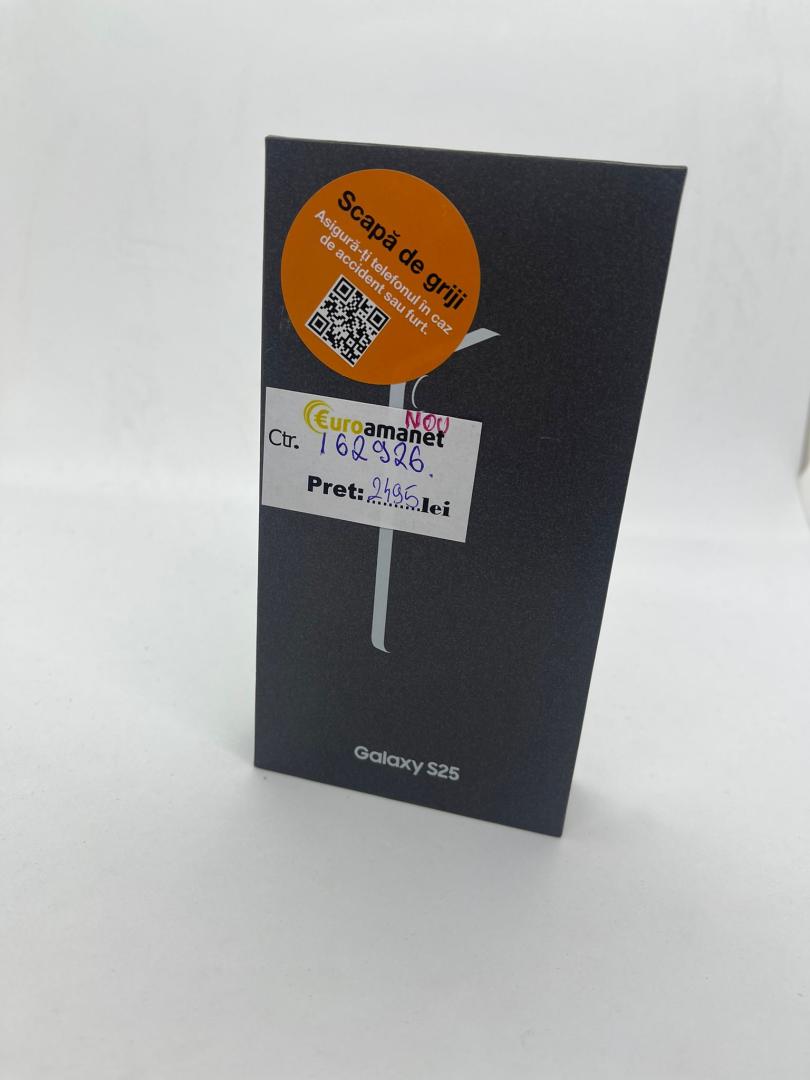 Scapă de griji
Asigură-ți telefonul în caz
de accident sau furt.
NOU
€uroamanet
Ctr. 162926.
Pret: 2495 lei
Galaxy S25